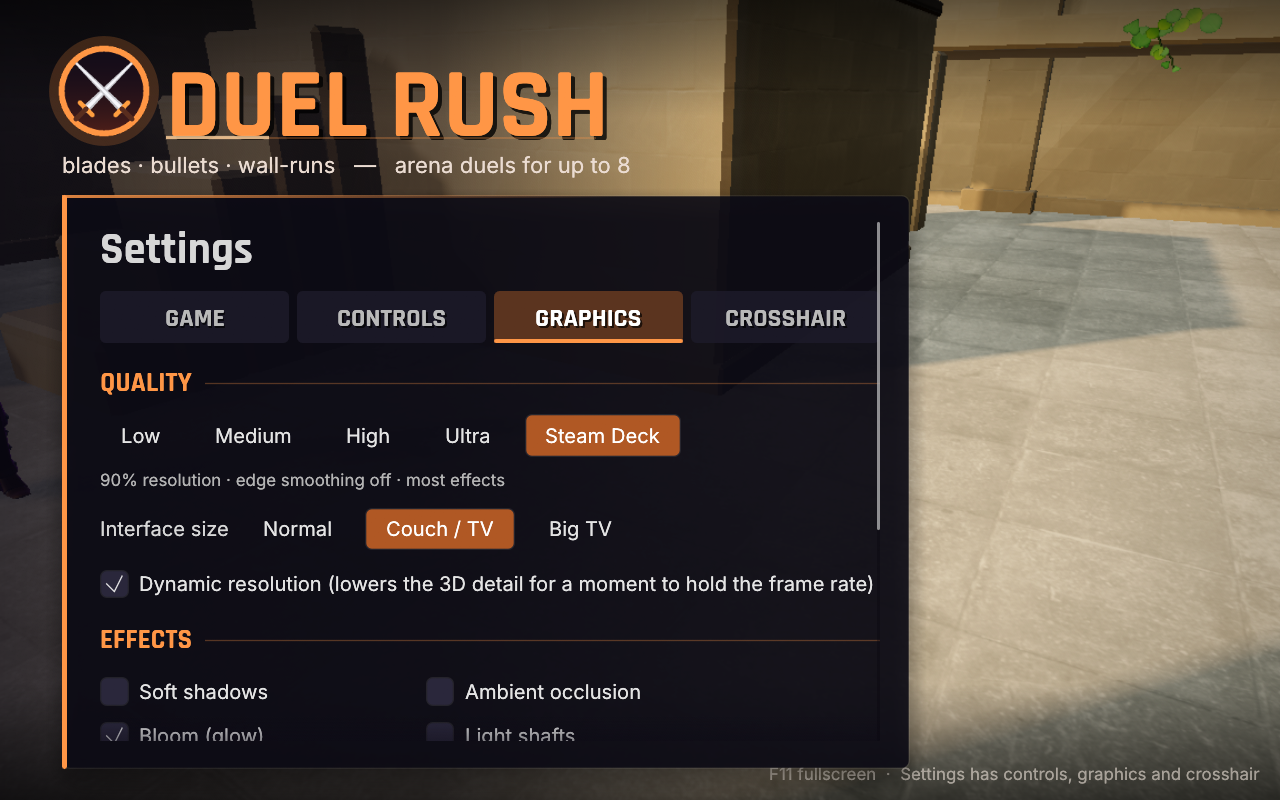 DUEL RUSH
blades · bullets · wall-runs — arena duels for up to 8
Settings
GAME CONTROLS GRAPHICS CROSSHAIR
QUALITY
Low Medium High Ultra Steam Deck
90% resolution · edge smoothing off · most effects
Interface size Normal Couch / TV Big TV
Dynamic resolution (lowers the 3D detail for a moment to hold the frame rate)
EFFECTS
Soft shadows Ambient occlusion
Bloom (glow) Light shafts
F11 fullscreen · Settings has controls, graphics and crosshair